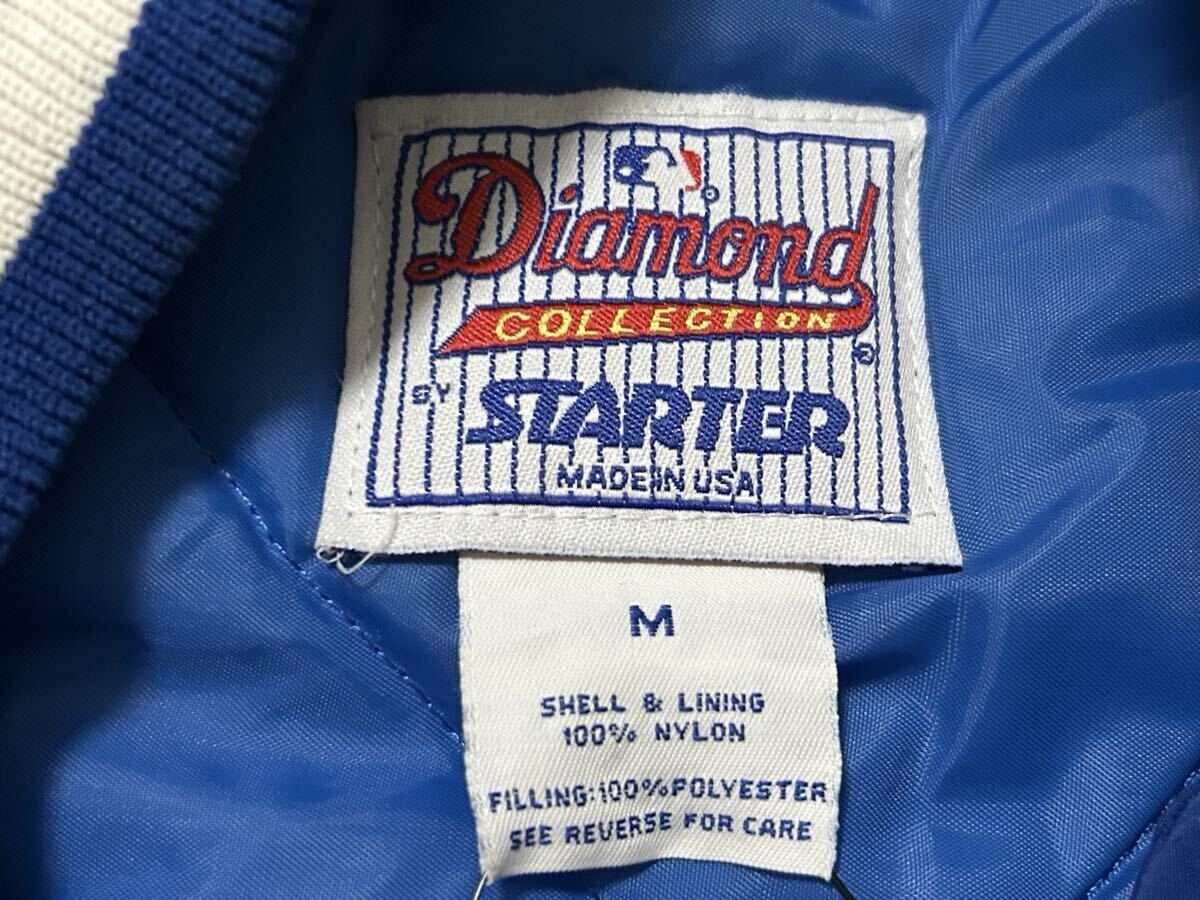 Diamond
COLLECTION
BY STARTER
MADE IN USA
M
SHELL & LINING
100% NYLON
FILLING: 100% POLYESTER
SEE REVERSE FOR CARE